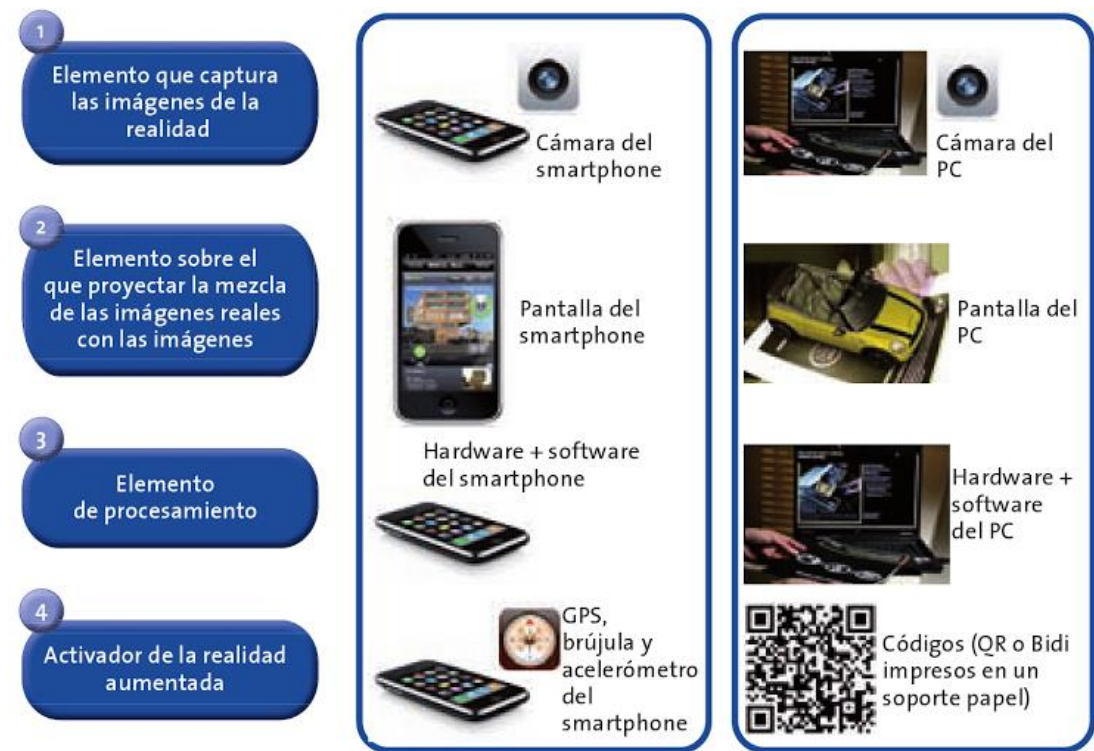 1
Elemento que captura
las imágenes de la
realidad
Cámara del
smartphone
Cámara del
PC
2
Elemento sobre el
que proyectar la mezcla
de las imágenes reales
con las imágenes
Pantalla del
smartphone
Pantalla del
PC
3
Elemento
de procesamiento
Hardware + software
del smartphone
Hardware +
software
del PC
4
Activador de la realidad
aumentada
GPS,
brújula y
acelerómetro
del
smartphone
Códigos (QR o Bidi
impresos en un
soporte papel)